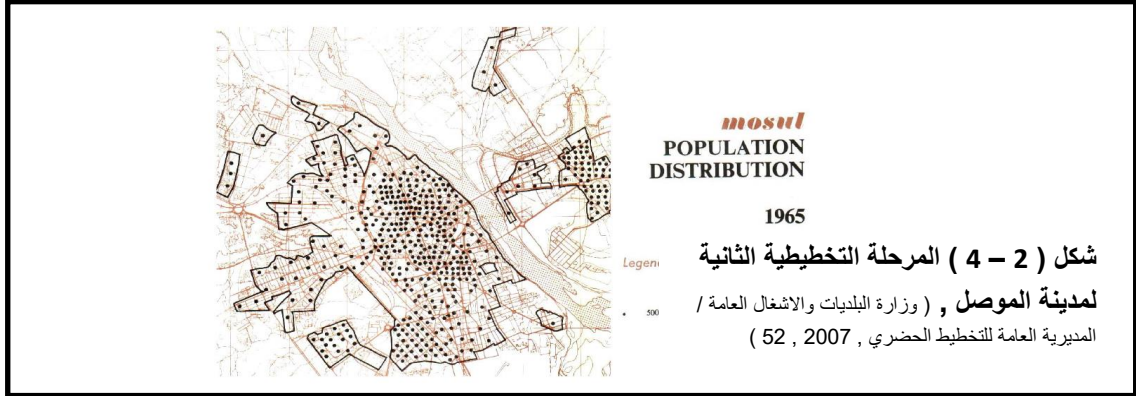 mosul
POPULATION
DISTRIBUTION
1965
Legen
500
شكل ( 2 – 4 ) المرحلة التخطيطية الثانية
لمدينة الموصل , ( وزارة البلديات والاشغال العامة /
المديرية العامة للتخطيط الحضري , 2007 , 52 )